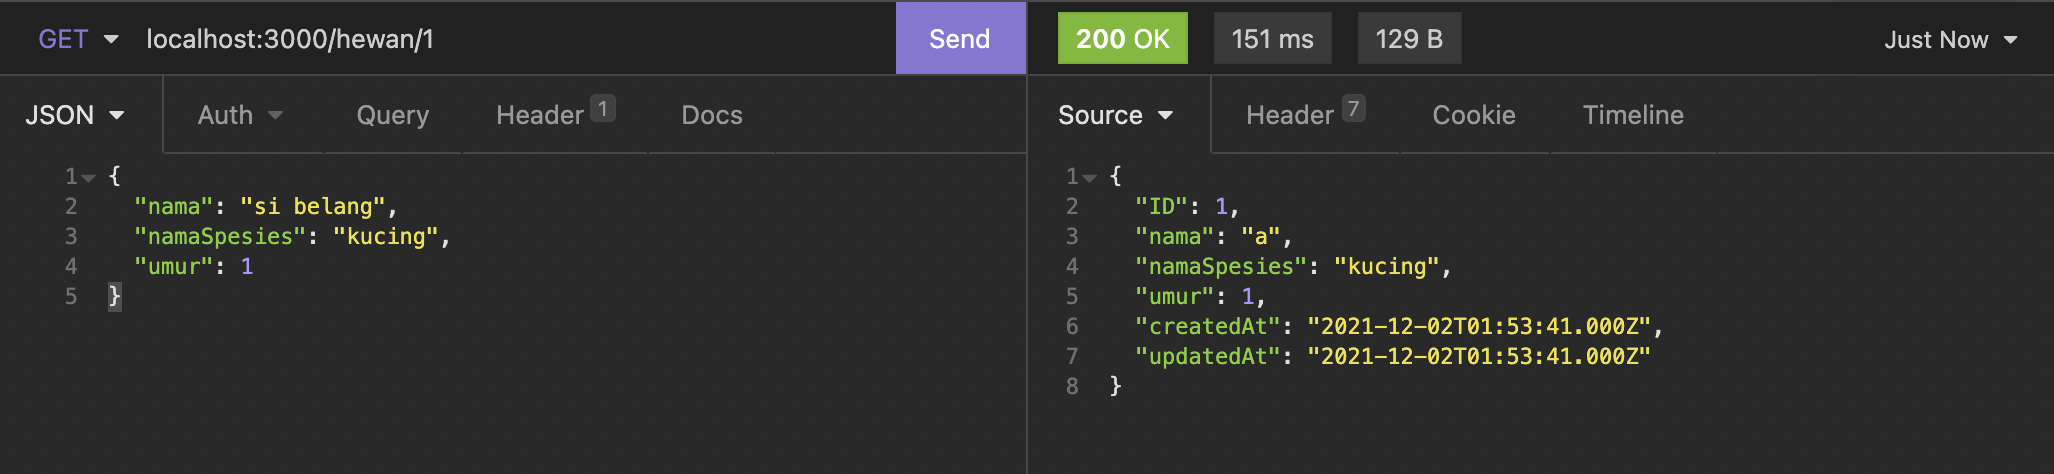 GET localhost:3000/hewan/1 Send 200 OK 151 ms 129 B Just Now
JSON Auth Query Header 1 Docs
1 {
2 "nama": "si belang",
3 "namaSpesies": "kucing",
4 "umur": 1
5 }
Source Header 7 Cookie Timeline
1 {
2 "ID": 1,
3 "nama": "a",
4 "namaSpesies": "kucing",
5 "umur": 1,
6 "createdAt": "2021-12-02T01:53:41.000Z",
7 "updatedAt": "2021-12-02T01:53:41.000Z"
8 }